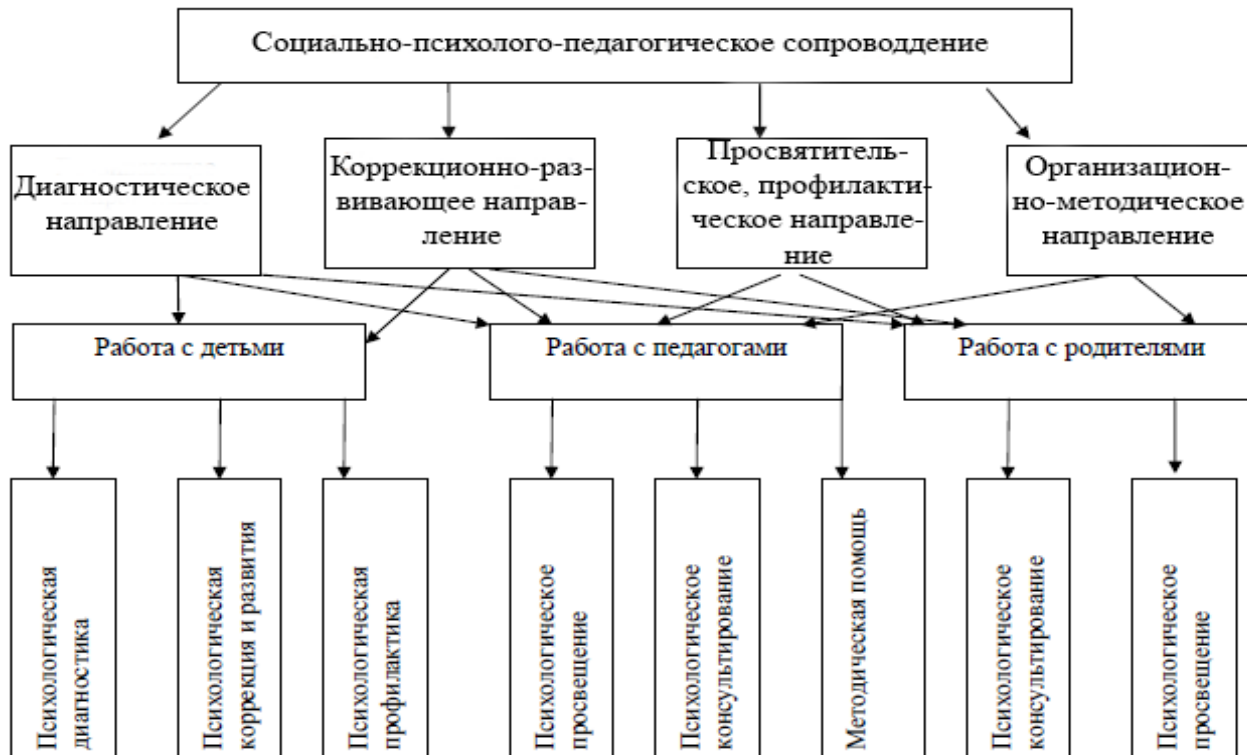 Социально-психолого-педагогическое сопроводдение
Диагностическое
направление
Коррекционно-раз-
вивающее направ-
ление
Просвятитель-
ское, профилакти-
ческое направле-
ние
Организацион-
но-методическое
направление
Работа с детьми
Работа с педагогами
Работа с родителями
Психологическая
диагностика
Психологическая
коррекция и развития
Психологическая
профилактика
Психологическое
просвещение
Психологическое
консультирование
Методическая помощь
Психологическое
консультирование
Психологическое
просвещение